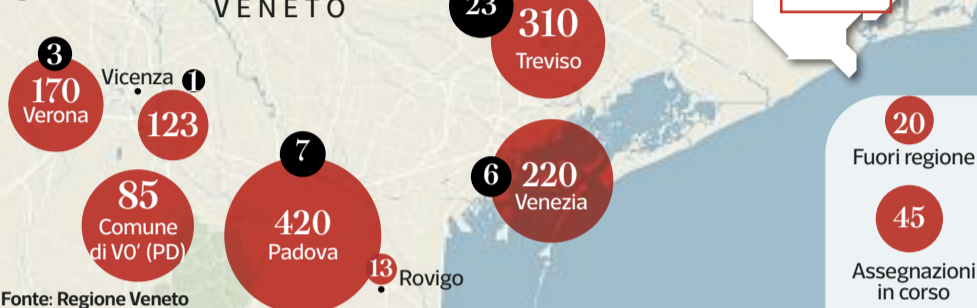 VENETO
23
310
Treviso
3
170
Verona
Vicenza
1
123
7
420
Padova
6
220
Venezia
85
Comune
di VO' (PD)
13
Rovigo
Fonte: Regione Veneto
20
Fuori regione
45
Assegnazioni
in corso